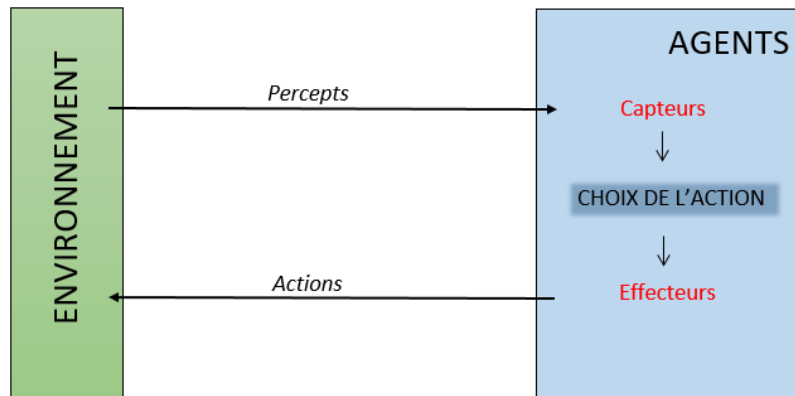 ENVIRONNEMENT
AGENTS
Percepts
Capteurs
CHOIX DE L'ACTION
Actions
Effecteurs